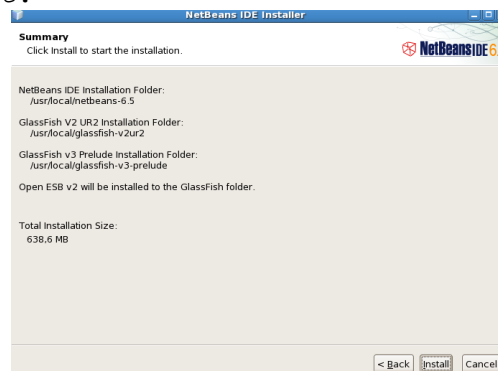 NetBeans IDE Installer
Summary
Click Install to start the installation.
NetBeans IDE 6.
NetBeans IDE Installation Folder:
/usr/local/netbeans-6.5
GlassFish V2 UR2 Installation Folder:
/usr/local/glassfish-v2ur2
GlassFish v3 Prelude Installation Folder:
/usr/local/glassfish-v3-prelude
Open ESB v2 will be installed to the GlassFish folder.
Total Installation Size:
638,6 MB
< Back Install Cancel